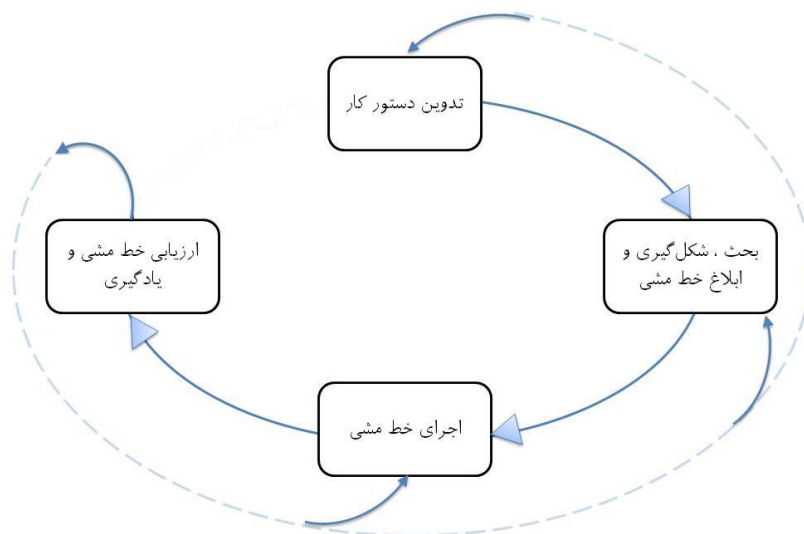 تدوین دستور کار
بحث ، شکل‌گیری و
ابلاغ خط مشی
اجرای خط مشی
ارزیابی خط مشی و
یادگیری